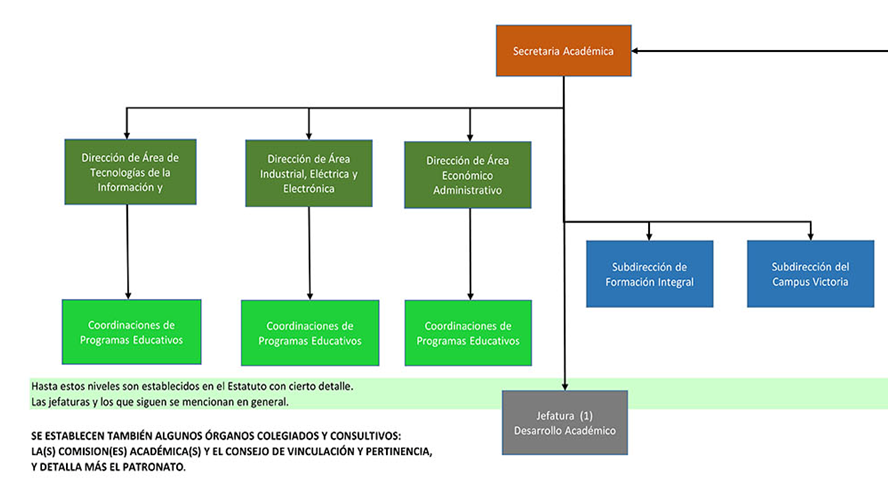 Secretaria Académica
Dirección de Área de
Tecnologías de la
Información y
Dirección de Área
Industrial, Eléctrica y
Electrónica
Dirección de Área
Económico
Administrativo
Subdirección de
Formación Integral
Subdirección del
Campus Victoria
Coordinaciones de
Programas Educativos
Coordinaciones de
Programas Educativos
Coordinaciones de
Programas Educativos
Hasta estos niveles son establecidos en el Estatuto con cierto detalle.
Las jefaturas y los que siguen se mencionan en general.
Jefatura (1)
Desarrollo Académico
SE ESTABLECEN TAMBIÉN ALGUNOS ÓRGANOS COLEGIADOS Y CONSULTIVOS:
LA(S) COMISION(ES) ACADÉMICA(S) Y EL CONSEJO DE VINCULACIÓN Y PERTINENCIA,
Y DETALLA MÁS EL PATRONATO.